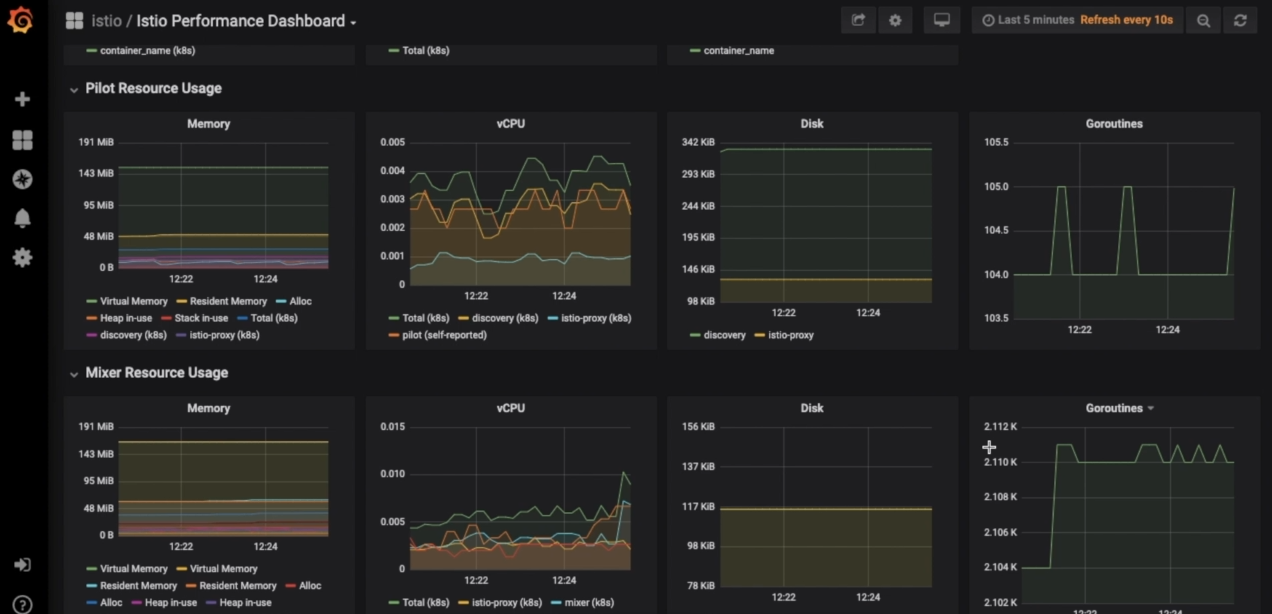 istio / Istio Performance Dashboard
Last 5 minutes Refresh every 10s
container_name (k8s)
Total (k8s)
container_name
Pilot Resource Usage
Memory
191 MiB
143 MiB
95 MiB
48 MiB
0 B
12:22 12:24
Virtual Memory Resident Memory Alloc
Heap in-use Stack in-use Total (k8s)
discovery (k8s) istio-proxy (k8s)
vCPU
0.005
0.004
0.003
0.002
0.001
0
12:22 12:24
Total (k8s) discovery (k8s) istio-proxy (k8s)
pilot (self-reported)
Disk
342 KiB
293 KiB
244 KiB
195 KiB
146 KiB
98 KiB
12:22 12:24
discovery istio-proxy
Goroutines
105.5
105.0
104.5
104.0
103.5
12:22 12:24
Mixer Resource Usage
Memory
191 MiB
143 MiB
95 MiB
48 MiB
0 B
12:22 12:24
Virtual Memory Virtual Memory
Resident Memory Resident Memory Alloc
Alloc Heap in-use Heap in-use
vCPU
0.015
0.010
0.005
0
12:22 12:24
Total (k8s) istio-proxy (k8s) mixer (k8s)
Disk
156 KiB
137 KiB
117 KiB
98 KiB
78 KiB
12:22 12:24
Goroutines
2.112 K
2.110 K
2.108 K
2.106 K
2.104 K
2.102 K
12:22 12:24